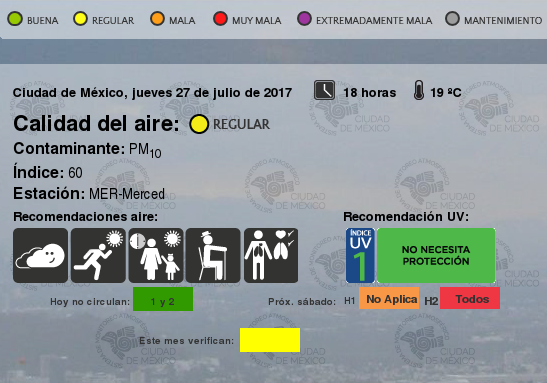 BUENA REGULAR MALA MUY MALA EXTREMADAMENTE MALA MANTENIMIENTO
Ciudad de México, jueves 27 de julio de 2017 18 horas 19 ºC
Calidad del aire: REGULAR
Contaminante: PM10
Índice: 60
Estación: MER-Merced
Recomendaciones aire: Recomendación UV:
ÍNDICE
UV
1
NO NECESITA
PROTECCIÓN
Hoy no circulan: 1 y 2 Próx. sábado: H1 No Aplica H2 Todos
Este mes verifican: